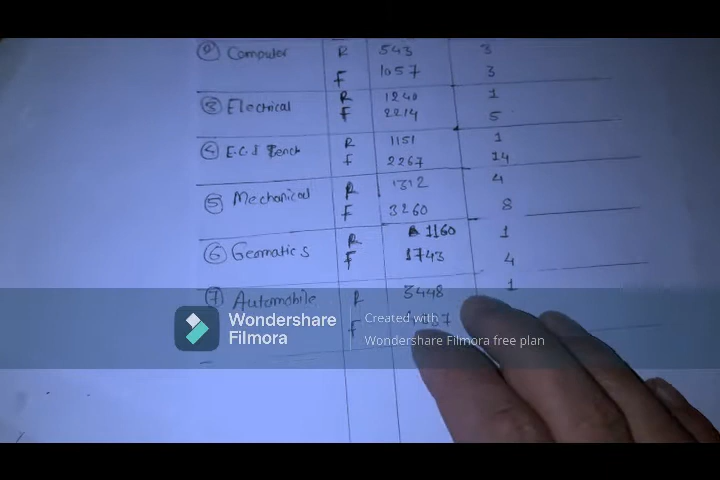 ② Computer R 543 3
F 1057 3
③ Electrical R 1240 1
F 2214 5
④ E.C.E R 1151 1
F 2267 14
⑤ Mechanical R 1312 4
F 3260 8
⑥ Geomatics R 1160 1
F 1743 4
⑦ Automobile R 3448 1
F
Wondershare Filmora
Created with
Wondershare Filmora free plan